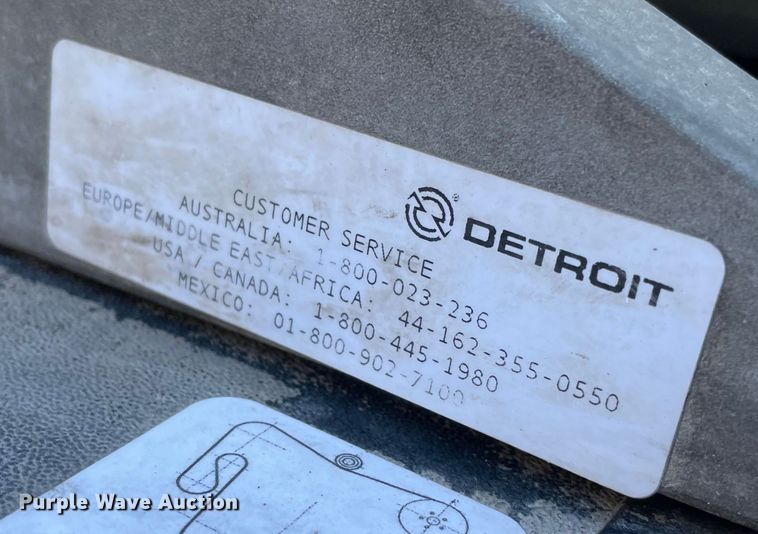 DETROIT
CUSTOMER SERVICE
AUSTRALIA: 1-800-023-236
EUROPE/MIDDLE EAST/AFRICA: 44-162-355-0550
USA / CANADA: 1-800-445-1980
MEXICO: 01-800-902-7100
Purple Wave Auction®